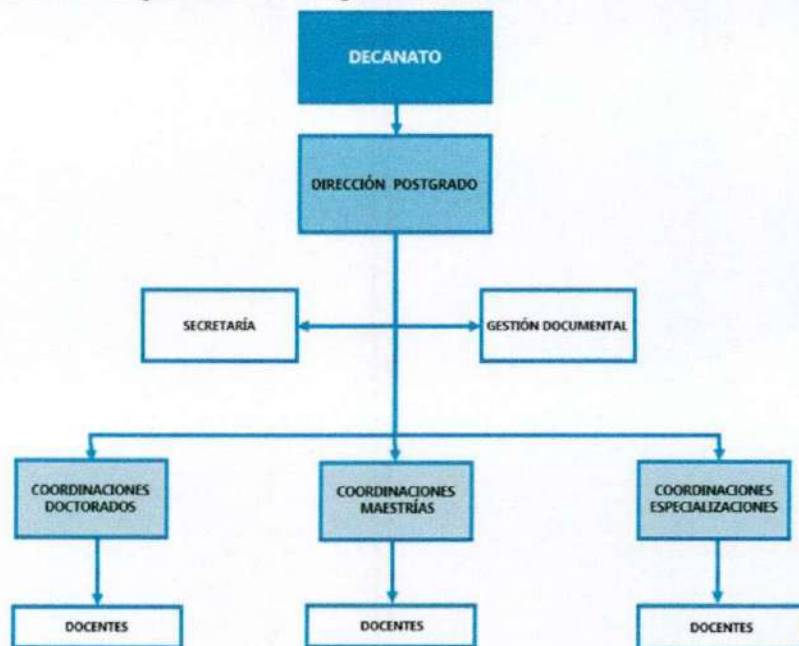 DECANATO
DIRECCIÓN POSTGRADO
SECRETARÍA
GESTIÓN DOCUMENTAL
COORDINACIONES
DOCTORADOS
COORDINACIONES
MAESTRÍAS
COORDINACIONES
ESPECIALIZACIONES
DOCENTES
DOCENTES
DOCENTES